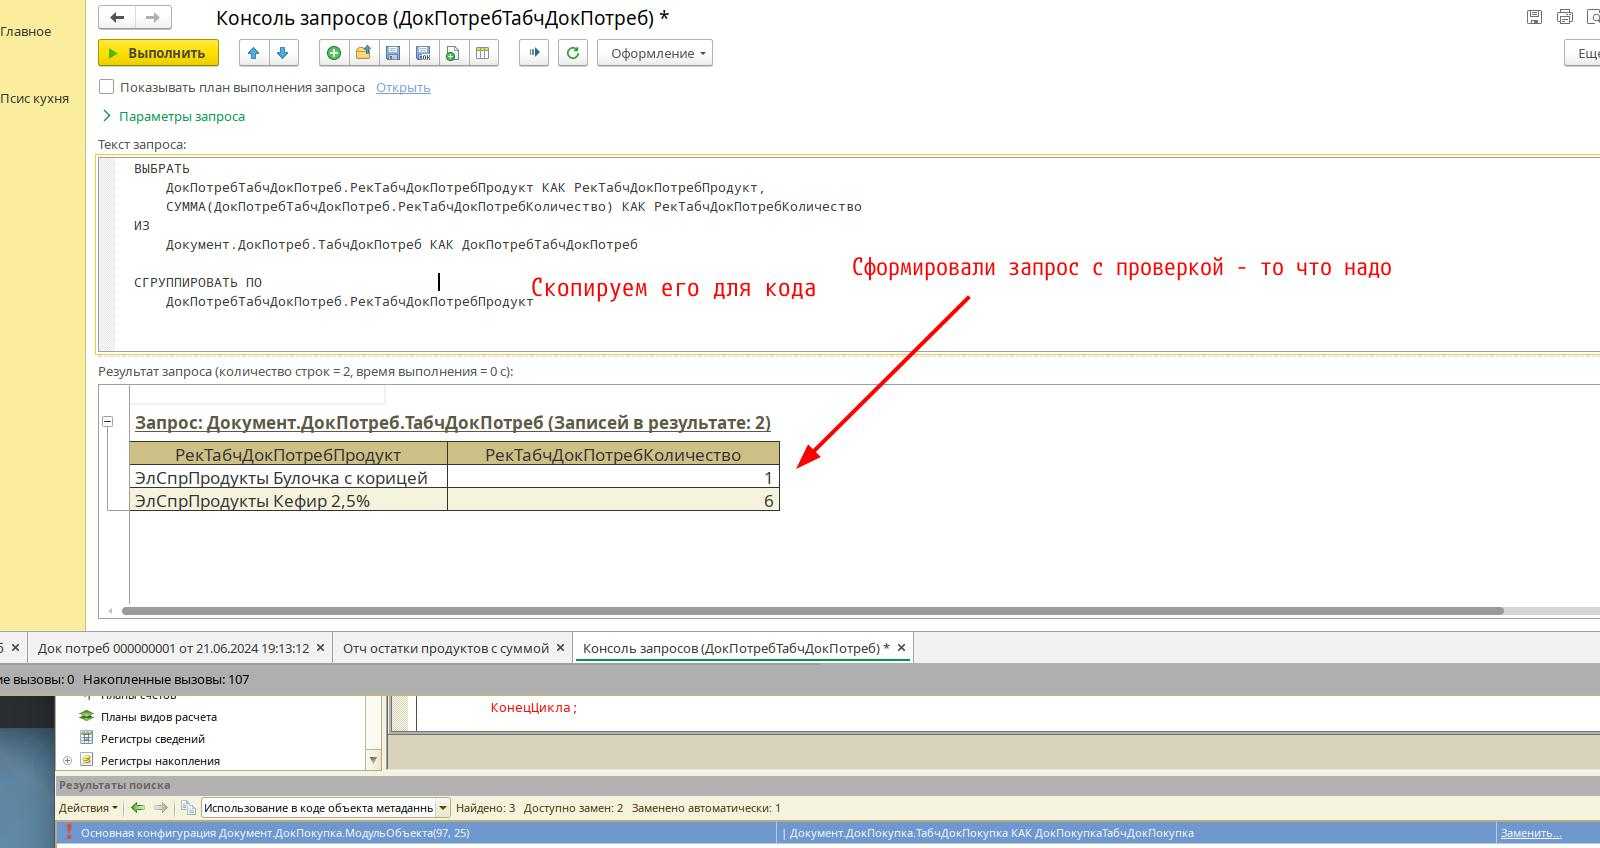 Главное
Псис кухня
Консоль запросов (ДокПотребТабчДокПотреб) *
Выполнить
Оформление
Ещё
Показывать план выполнения запроса Открыть
Параметры запроса
Текст запроса:
ВЫБРАТЬ
ДокПотребТабчДокПотреб.РекТабчДокПотребПродукт КАК РекТабчДокПотребПродукт,
СУММА(ДокПотребТабчДокПотреб.РекТабчДокПотребКоличество) КАК РекТабчДокПотребКоличество
ИЗ
Документ.ДокПотреб.ТабчДокПотреб КАК ДокПотребТабчДокПотреб
СГРУППИРОВАТЬ ПО
ДокПотребТабчДокПотреб.РекТабчДокПотребПродукт
Скопируем его для кода
Сформировали запрос с проверкой - то что надо
Результат запроса (количество строк = 2, время выполнения = 0 с):
Запрос: Документ.ДокПотреб.ТабчДокПотреб (Записей в результате: 2)
РекТабчДокПотребПродукт РекТабчДокПотребКоличество
ЭлСпрПродукты Булочка с корицей 1
ЭлСпрПродукты Кефир 2,5% 6
Док потреб 000000001 от 21.06.2024 19:13:12
Отч остатки продуктов с суммой
Консоль запросов (ДокПотребТабчДокПотреб) *
ие вызовы: 0 Накопленные вызовы: 107
Планы счетов
КонецЦикла;
Планы видов расчета
Регистры сведений
Регистры накопления
Результаты поиска
Действия
Использование в коде объекта метаданнь
Найдено: 3 Доступно замен: 2 Заменено автоматически: 1
Основная конфигурация Документ.ДокПокупка.МодульОбъекта(97, 25)
| Документ.ДокПокупка.ТабчДокПокупка КАК ДокПокупкаТабчДокПокупка
Заменить...